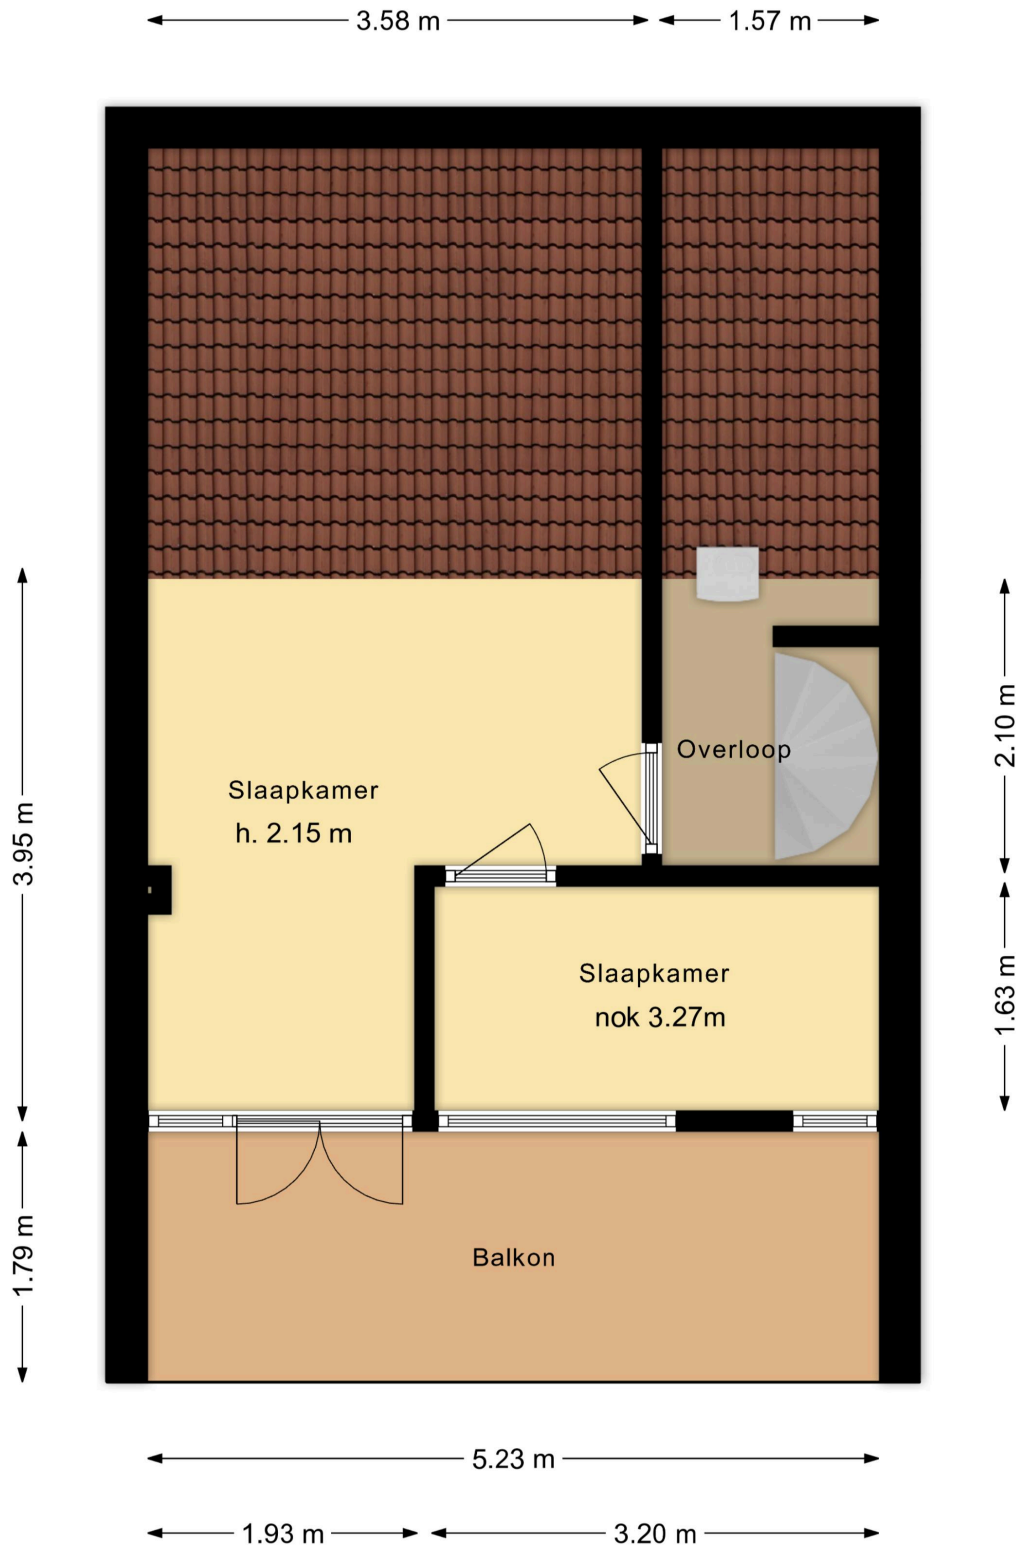 3.58 m
1.57 m
Slaapkamer
h. 2.15 m
Overloop
2.10 m
3.95 m
Slaapkamer
nok 3.27m
1.63 m
1.79 m
Balkon
5.23 m
1.93 m
3.20 m